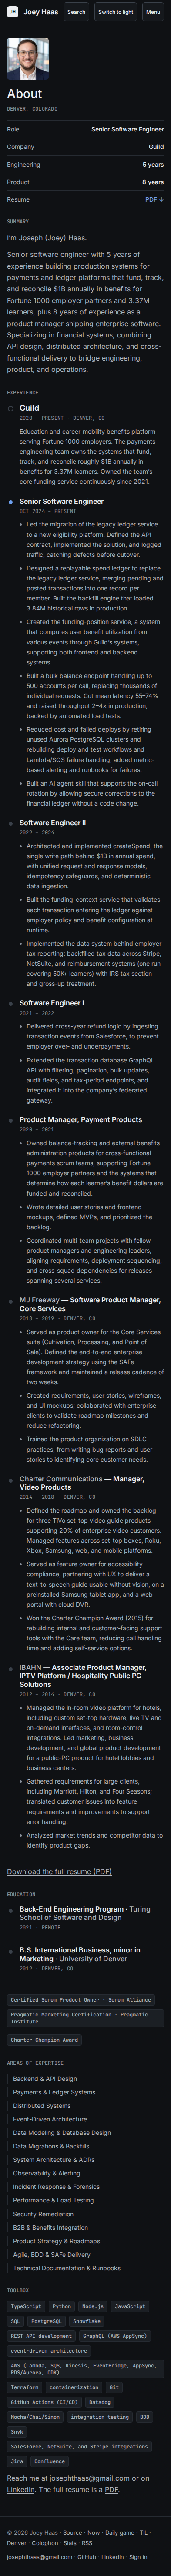 JH Joey Haas Search Switch to light Menu
About
DENVER, COLORADO
Role Senior Software Engineer
Company Guild
Engineering 5 years
Product 8 years
Resume PDF ↓
SUMMARY
I'm Joseph (Joey) Haas.
Senior software engineer with 5 years of
experience building production systems for
payments and ledger platforms that fund, track,
and reconcile $1B annually in benefits for
Fortune 1000 employer partners and 3.37M
learners, plus 8 years of experience as a
product manager shipping enterprise software.
Specializing in financial systems, combining
API design, distributed architecture, and cross-
functional delivery to bridge engineering,
product, and operations.
EXPERIENCE
Guild
2020 — PRESENT · DENVER, CO
Education and career-mobility benefits platform
serving Fortune 1000 employers. The payments
engineering team owns the systems that fund,
track, and reconcile roughly $1B annually in
benefits for 3.37M learners. Owned the team's
core funding service continuously since 2021.
Senior Software Engineer
OCT 2024 — PRESENT
• Led the migration of the legacy ledger service
to a new eligibility platform. Defined the API
contract, implemented the solution, and logged
traffic, catching defects before cutover.
• Designed a replayable spend ledger to replace
the legacy service, merging pending and
posted transactions into one record per
member. Built the backfill engine that loaded
3.84M historical rows in production.
• Created the funding-service quality, a system
that computes user benefit utilization from
various events through Guild's systems,
supporting both frontend and backend
systems.
• Built a bulk balance endpoint handling up to
500 accounts per call, replacing thousands of
individual requests. Cut mean latency 55–74%
and raised throughput 2–4× in production,
backed by automated load tests.
• Reduced cost and failed deploys by retiring
unused Aurora PostgreSQL clusters and
rebuilding deploy and test workflows and
Lambda/SQS failure handling; added metric-
based alerting and runbooks for failures.
• Built an AI agent skill that supports the on-call
rotation by allowing secure corrections to the
financial ledger without a code change.
Software Engineer II
2022 — 2024
• Architected and implemented createSpend, the
single write path behind $1B in annual spend,
with unified request and response models,
idempotency safeguards, and deterministic
data migration.
• Built the funding-context service that validates
each transaction entering the ledger against
employer policy and benefit configuration at
runtime.
• Implemented the data system behind employer
tax reporting: backfilled tax data across Stripe,
NetSuite, and reimbursement systems (one run
covering 50K+ learners) with IRS tax section
and gross-up treatment.
Software Engineer I
2021 — 2022
• Delivered cross-year refund logic by ingesting
transaction events from Salesforce, to prevent
employer over- and underpayments.
• Extended the transaction database GraphQL
API with filtering, pagination, bulk updates,
audit fields, and tax-period endpoints, and
integrated it into the company's federated
gateway.
Product Manager, Payment Products
2020 — 2021
• Owned balance-tracking and external benefits
administration products for cross-functional
payments scrum teams, supporting Fortune
1000 employer partners and the systems that
determine how each learner's benefit dollars are
funded and reconciled.
• Wrote detailed user stories and frontend
mockups, defined MVPs, and prioritized the
backlog.
• Coordinated multi-team projects with fellow
product managers and engineering leaders,
aligning requirements, deployment sequencing,
and cross-squad dependencies for releases
spanning several services.
MJ Freeway — Software Product Manager,
Core Services
2018 — 2019 · DENVER, CO
• Served as product owner for the Core Services
suite (Cultivation, Processing, and Point of
Sale). Defined the end-to-end enterprise
development strategy using the SAFe
framework and maintained a release cadence of
two weeks.
• Created requirements, user stories, wireframes,
and UI mockups, collaborated with enterprise
clients to validate roadmap milestones and
reduce refactoring.
• Trained the product organization on SDLC
practices, from writing bug reports and user
stories to identifying core customer needs.
Charter Communications — Manager,
Video Products
2014 — 2018 · DENVER, CO
• Defined the roadmap and owned the backlog
for three TiVo set-top video guide products
supporting 20% of enterprise video customers.
Managed features across set-top boxes, Roku,
Xbox, Samsung, web, and mobile platforms.
• Served as feature owner for accessibility
compliance, partnering with UX to deliver a
text-to-speech guide usable without vision, a
preinstalled Samsung tablet app, and a web
portal with cloud DVR.
• Won the Charter Champion Award (2015) for
rebuilding internal and customer-facing support
tools with the Care team, reducing call handling
time and adding self-service options.
iBAHN — Associate Product Manager,
IPTV Platform / Hospitality Public PC
Solutions
2012 — 2014 · DENVER, CO
• Managed the in-room video platform for hotels,
including custom set-top hardware, live TV and
on-demand interfaces, and room-control
integrations. Led marketing, business
development, and global product development for
a public-PC product for hotel lobbies and
business centers.
• Gathered requirements for large clients,
including Marriott, Hilton, and Four Seasons;
translated customer issues into feature
requirements and improvements to support
error handling.
• Analyzed market trends and competitor data to
identify product gaps.
Download the full resume (PDF)
EDUCATION
Back-End Engineering Program · Turing
School of Software and Design
2021 · REMOTE
B.S. International Business, minor in
Marketing · University of Denver
2012 · DENVER, CO
Certified Scrum Product Owner · Scrum Alliance
Pragmatic Marketing Certification · Pragmatic
Institute
Charter Champion Award
AREAS OF EXPERTISE
Backend & API Design
Payments & Ledger Systems
Distributed Systems
Event-Driven Architecture
Data Modeling & Database Design
Data Migrations & Backfills
System Architecture & ADRs
Observability & Alerting
Incident Response & Forensics
Performance & Load Testing
Security Remediation
B2B & Benefits Integration
Product Strategy & Roadmaps
Agile, BDD & SAFe Delivery
Technical Documentation & Runbooks
TOOLBOX
TypeScript Python Node.js JavaScript
SQL PostgreSQL Snowflake
REST API development GraphQL (AWS AppSync)
event-driven architecture
AWS (Lambda, SQS, Kinesis, EventBridge, AppSync,
RDS/Aurora, CDK)
Terraform containerization Git
GitHub Actions (CI/CD) Datadog
Mocha/Chai/Sinon integration testing BDD
Snyk
Salesforce, NetSuite, and Stripe integrations
Jira Confluence
Reach me at josephthaas@gmail.com or on
LinkedIn. The full resume is a PDF.
© 2026 Joey Haas · Source · Now · Daily game · TIL ·
Denver · Colophon · Stats · RSS
josephthaas@gmail.com · GitHub · LinkedIn · Sign in